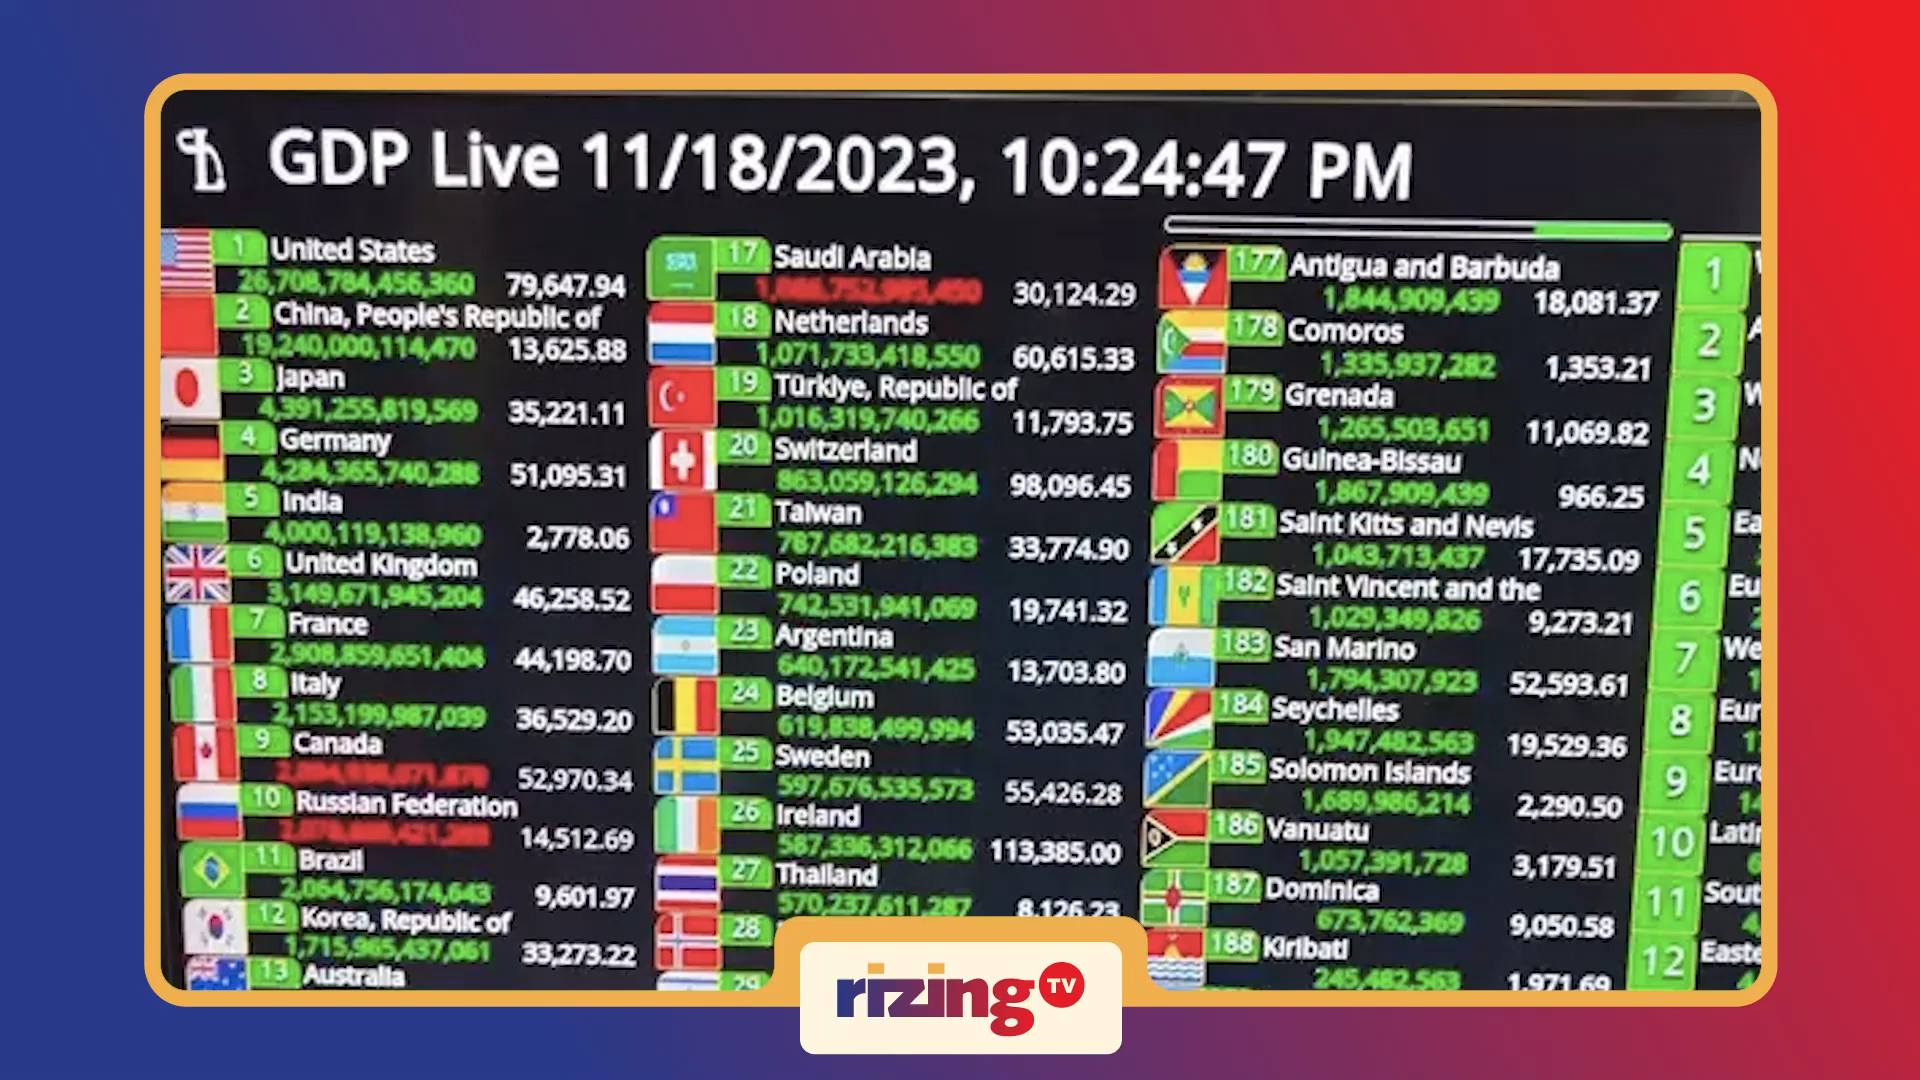 GDP Live 11/18/2023, 10:24:47 PM
1 United States
26,708,784,456,360 79,647.94
2 China, People's Republic of
19,240,000,114,470 13,625.88
3 Japan
4,391,255,819,569 35,221.11
4 Germany
4,284,365,740,288 51,095.31
5 India
4,000,119,138,960 2,778.06
6 United Kingdom
3,149,671,945,204 46,258.52
7 France
2,908,859,651,404 44,198.70
8 Italy
2,153,199,987,039 36,529.20
9 Canada
52,970.34
10 Russian Federation
14,512.69
11 Brazil
2,064,756,174,643 9,601.97
12 Korea, Republic of
1,715,965,437,061 33,273.22
13 Australia
17 Saudi Arabia
30,124.29
18 Netherlands
1,071,733,418,550 60,615.33
19 Türkiye, Republic of
1,016,319,740,266 11,793.75
20 Switzerland
863,059,126,294 98,096.45
21 Taiwan
787,682,216,383 33,774.90
22 Poland
742,531,941,069 19,741.32
23 Argentina
640,172,541,425 13,703.80
24 Belgium
619,838,499,994 53,035.47
25 Sweden
597,676,535,573 55,426.28
26 Ireland
587,336,312,066 113,385.00
27 Thailand
570,237,611,287 8,126.23
28
29
177 Antigua and Barbuda
1,844,909,439 18,081.37
178 Comoros
1,335,937,282 1,353.21
179 Grenada
1,265,503,651 11,069.82
180 Guinea-Bissau
1,867,909,439 966.25
181 Saint Kitts and Nevis
1,043,713,437 17,735.09
182 Saint Vincent and the
1,029,349,826 9,273.21
183 San Marino
1,794,307,923 52,593.61
184 Seychelles
1,947,482,563 19,529.36
185 Solomon Islands
1,689,986,214 2,290.50
186 Vanuatu
1,057,391,728 3,179.51
187 Dominica
673,762,369 9,050.58
188 Kiribati
245,482,563 1,971.69
1
2
3
4
5
6
7
8
9
10
11
12
rizing TV